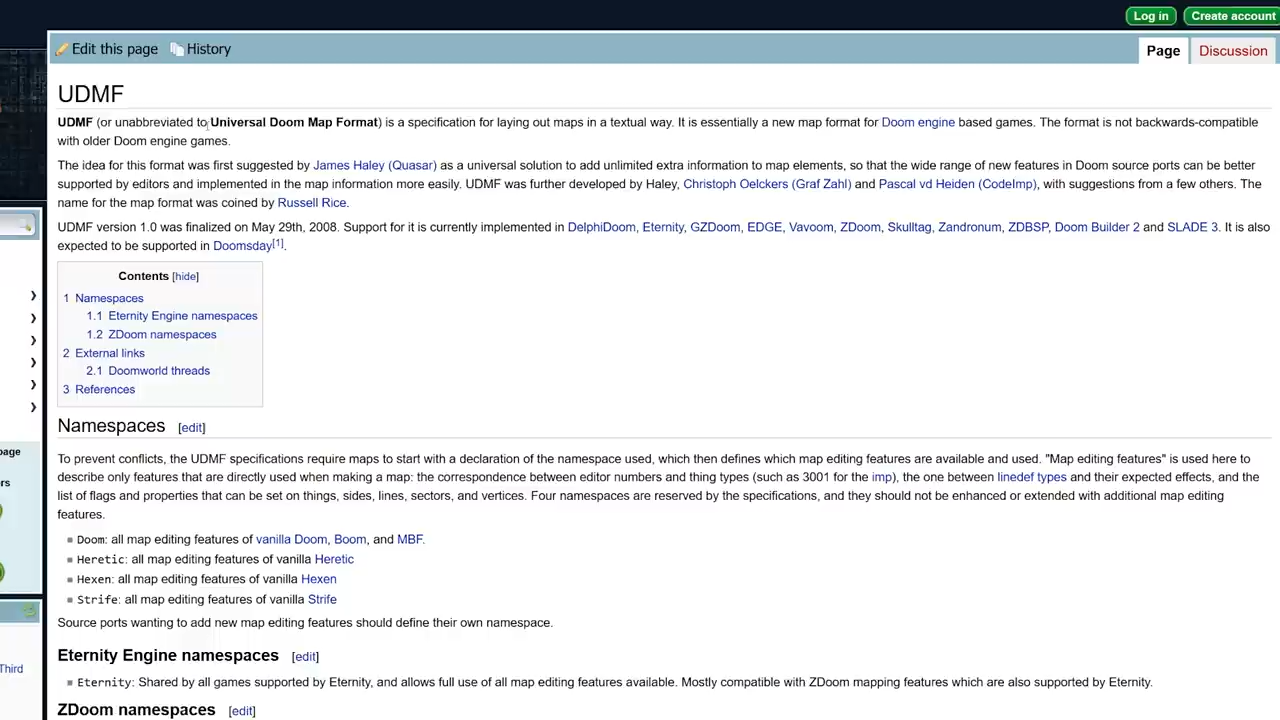 Log in
Create account
Edit this page
History
Page
Discussion
UDMF
UDMF (or unabbreviated to Universal Doom Map Format) is a specification for laying out maps in a textual way. It is essentially a new map format for Doom engine based games. The format is not backwards-compatible
with older Doom engine games.
The idea for this format was first suggested by James Haley (Quasar) as a universal solution to add unlimited extra information to map elements, so that the wide range of new features in Doom source ports can be better
supported by editors and implemented in the map information more easily. UDMF was further developed by Haley, Christoph Oelckers (Graf Zahl) and Pascal vd Heiden (CodeImp), with suggestions from a few others. The
name for the map format was coined by Russell Rice.
UDMF version 1.0 was finalized on May 29th, 2008. Support for it is currently implemented in DelphiDoom, Eternity, GZDoom, EDGE, Vavoom, ZDoom, Skulltag, Zandronum, ZDBSP, Doom Builder 2 and SLADE 3. It is also
expected to be supported in Doomsday[1].
Contents [hide]
1 Namespaces
1.1 Eternity Engine namespaces
1.2 ZDoom namespaces
2 External links
2.1 Doomworld threads
3 References
Namespaces [edit]
To prevent conflicts, the UDMF specifications require maps to start with a declaration of the namespace used, which then defines which map editing features are available and used. "Map editing features" is used here to
describe only features that are directly used when making a map: the correspondence between editor numbers and thing types (such as 3001 for the imp), the one between linedef types and their expected effects, and the
list of flags and properties that can be set on things, sides, lines, sectors, and vertices. Four namespaces are reserved by the specifications, and they should not be enhanced or extended with additional map editing
features.
Doom: all map editing features of vanilla Doom, Boom, and MBF.
Heretic: all map editing features of vanilla Heretic
Hexen: all map editing features of vanilla Hexen
Strife: all map editing features of vanilla Strife
Source ports wanting to add new map editing features should define their own namespace.
Eternity Engine namespaces [edit]
Eternity: Shared by all games supported by Eternity, and allows full use of all map editing features available. Mostly compatible with ZDoom mapping features which are also supported by Eternity.
ZDoom namespaces [edit]
page
rs
Third